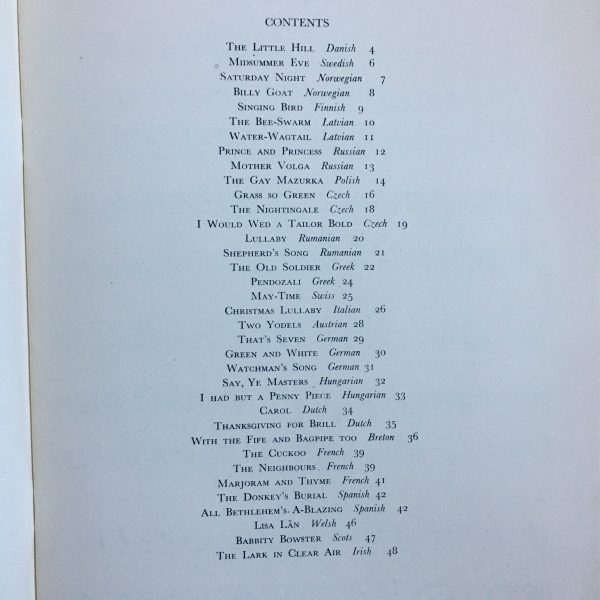 CONTENTS
THE LITTLE HILL Danish 4
MIDSUMMER EVE Swedish 6
SATURDAY NIGHT Norwegian 7
BILLY GOAT Norwegian 8
SINGING BIRD Finnish 9
THE BEE-SWARM Latvian 10
WATER-WAGTAIL Latvian 11
PRINCE AND PRINCESS Russian 12
MOTHER VOLGA Russian 13
THE GAY MAZURKA Polish 14
GRASS SO GREEN Czech 16
THE NIGHTINGALE Czech 18
I WOULD WED A TAILOR BOLD Czech 19
LULLABY Rumanian 20
SHEPHERD'S SONG Rumanian 21
THE OLD SOLDIER Greek 22
PENDOZALI Greek 24
MAY-TIME Swiss 25
CHRISTMAS LULLABY Italian 26
TWO YODELS Austrian 28
THAT'S SEVEN German 29
GREEN AND WHITE German 30
WATCHMAN'S SONG German 31
SAY, YE MASTERS Hungarian 32
I HAD BUT A PENNY PIECE Hungarian 33
CAROL Dutch 34
THANKSGIVING FOR BRILL Dutch 35
WITH THE FIFE AND BAGPIPE TOO Breton 36
THE CUCKOO French 39
THE NEIGHBOURS French 39
MARJORAM AND THYME French 41
THE DONKEY'S BURIAL Spanish 42
ALL BETHLEHEM'S A-BLAZING Spanish 42
LISA LÂN Welsh 46
BABBITY BOWSTER Scots 47
THE LARK IN CLEAR AIR Irish 48